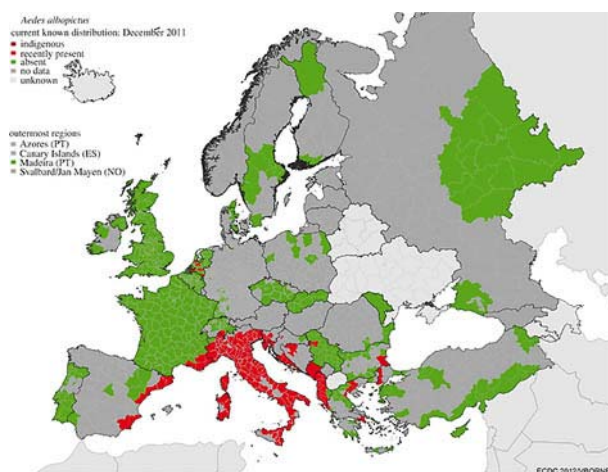 Aedes albopictus
current known distribution: December 2011
indigenous
recently present
absent
no data
unknown
outermost regions
Azores (PT)
Canary Islands (ES)
Madeira (PT)
Svalbard/Jan Mayen (NO)